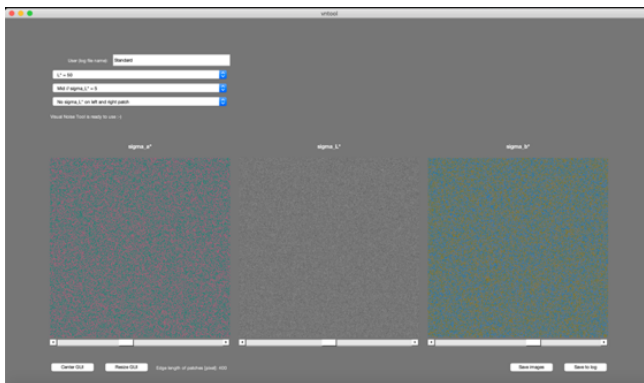 vntool
User (log file name): Standard
L* = 50
Mid // sigma_L* = 5
No sigma_L* on left and right patch
Visual Noise Tool is ready to use :-)
sigma_a* sigma_L* sigma_b*
Center GUI Resize GUI Edge length of patches [pixel]: 400 Save images Save to log